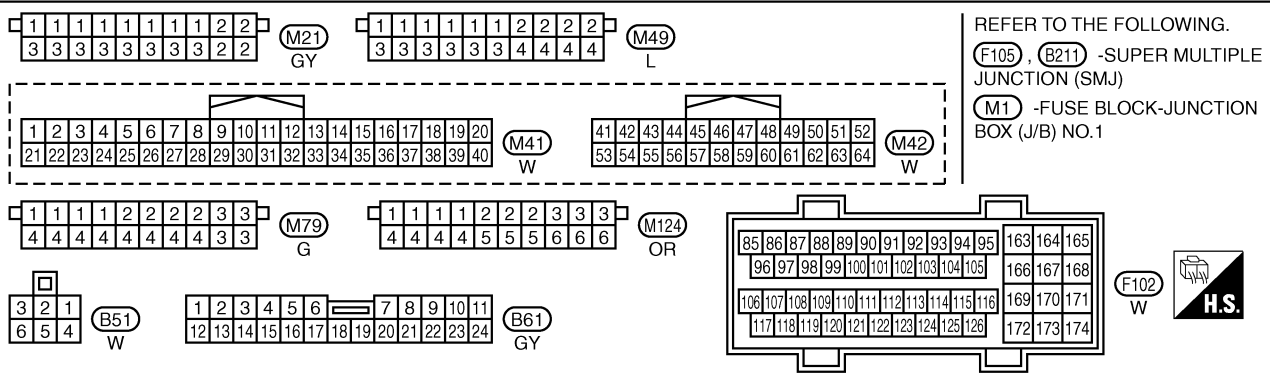 1 1 1 1 1 1 1 1 2 2
3 3 3 3 3 3 3 3 2 2
M21
GY
1 1 1 1 1 1 2 2 2 2
3 3 3 3 3 3 4 4 4 4
M49
L
REFER TO THE FOLLOWING.
F105 , B211 -SUPER MULTIPLE
JUNCTION (SMJ)
M1 -FUSE BLOCK-JUNCTION
BOX (J/B) NO.1
1 2 3 4 5 6 7 8 9 10 11 12 13 14 15 16 17 18 19 20
21 22 23 24 25 26 27 28 29 30 31 32 33 34 35 36 37 38 39 40
M41
W
41 42 43 44 45 46 47 48 49 50 51 52
53 54 55 56 57 58 59 60 61 62 63 64
M42
W
1 1 1 1 2 2 2 2 3 3
4 4 4 4 4 4 4 4 3 3
M79
G
1 1 1 1 2 2 2 3 3 3
4 4 4 4 5 5 5 6 6 6
M124
OR
3 2 1
6 5 4
B51
W
1 2 3 4 5 6 7 8 9 10 11
12 13 14 15 16 17 18 19 20 21 22 23 24
B61
GY
85 86 87 88 89 90 91 92 93 94 95
96 97 98 99 100 101 102 103 104 105
106 107 108 109 110 111 112 113 114 115 116
117 118 119 120 121 122 123 124 125 126
163 164 165
166 167 168
169 170 171
172 173 174
F102
W
H.S.